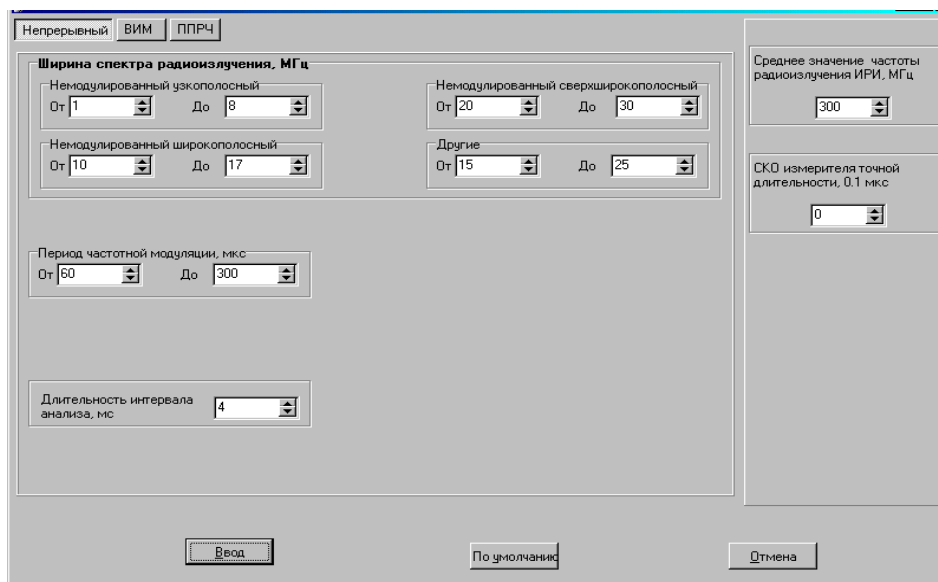 Непрерывный ВИМ ППРЧ
Ширина спектра радиоизлучения, МГц
Немодулированный узкополосный
От 1 До 8
Немодулированный сверхширокополосный
От 20 До 30
Немодулированный широкополосный
От 10 До 17
Другие
От 15 До 25
Период частотной модуляции, мкс
От 60 До 300
Длительность интервала
анализа, мс
4
Среднее значение частоты
радиоизлучения ИРИ, МГц
300
СКО измерителя точной
длительности, 0.1 мкс
0
Ввод По умолчанию Отмена